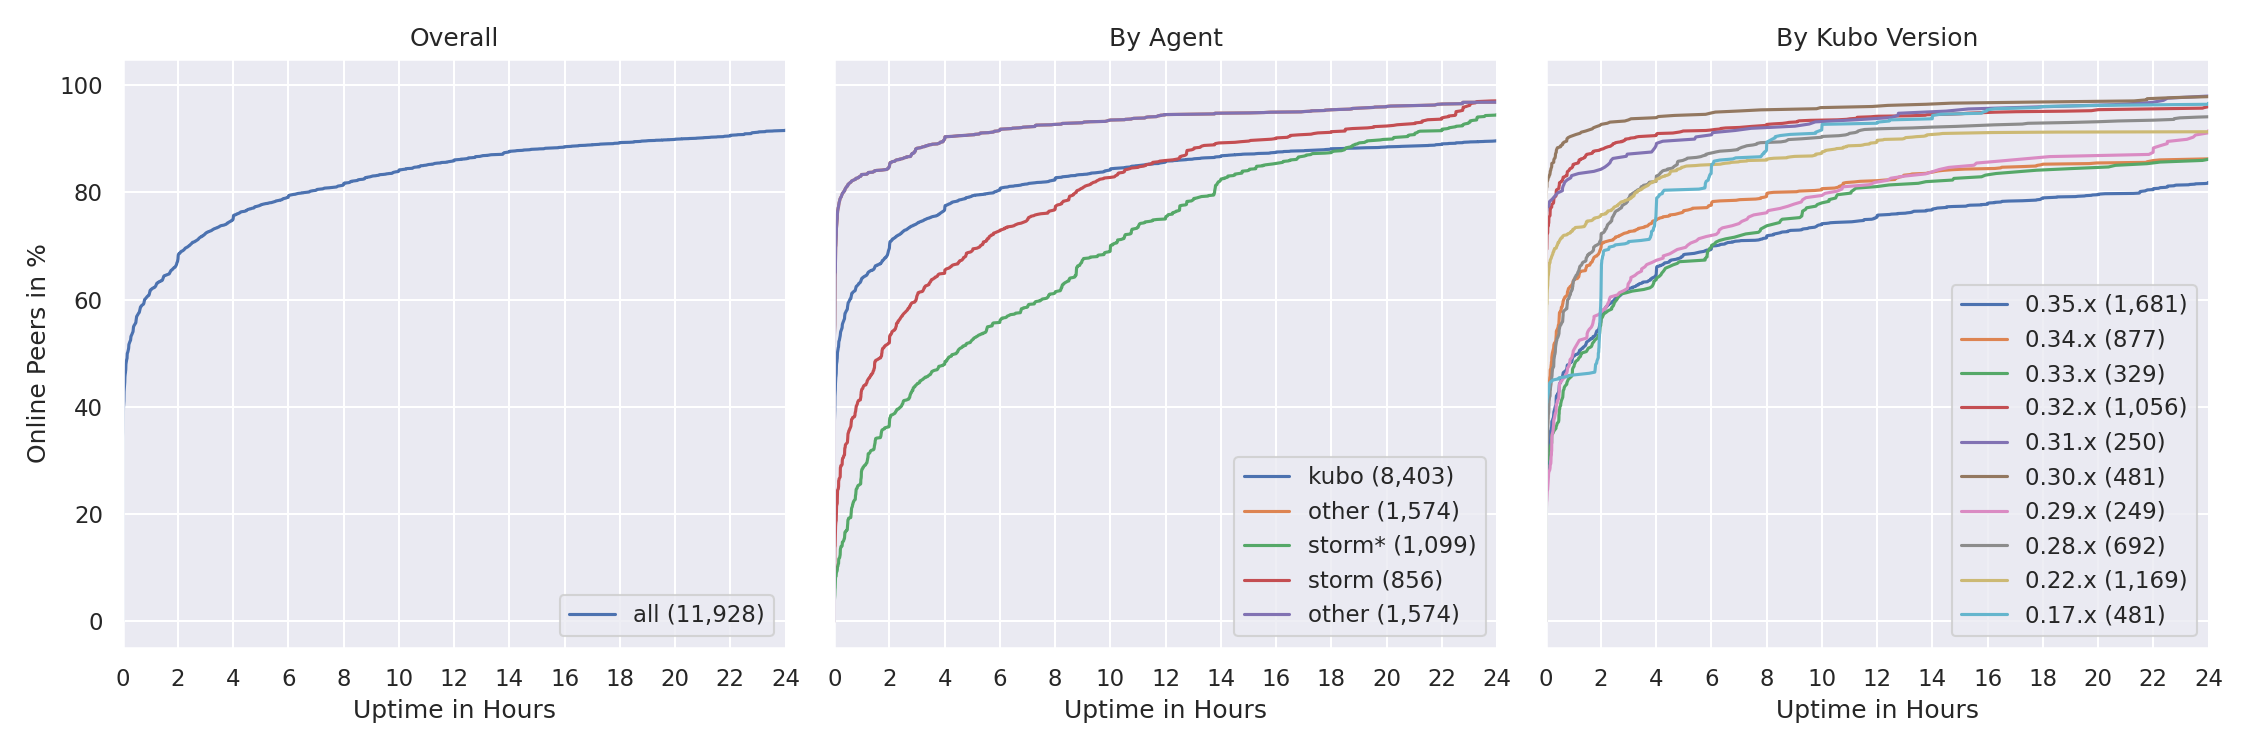 Overall
By Agent
By Kubo Version
Online Peers in %
100
80
60
40
20
0
all (11,928)
kubo (8,403)
other (1,574)
storm* (1,099)
storm (856)
other (1,574)
0.35.x (1,681)
0.34.x (877)
0.33.x (329)
0.32.x (1,056)
0.31.x (250)
0.30.x (481)
0.29.x (249)
0.28.x (692)
0.22.x (1,169)
0.17.x (481)
0 2 4 6 8 10 12 14 16 18 20 22 24
0 2 4 6 8 10 12 14 16 18 20 22 24
0 2 4 6 8 10 12 14 16 18 20 22 24
Uptime in Hours
Uptime in Hours
Uptime in Hours